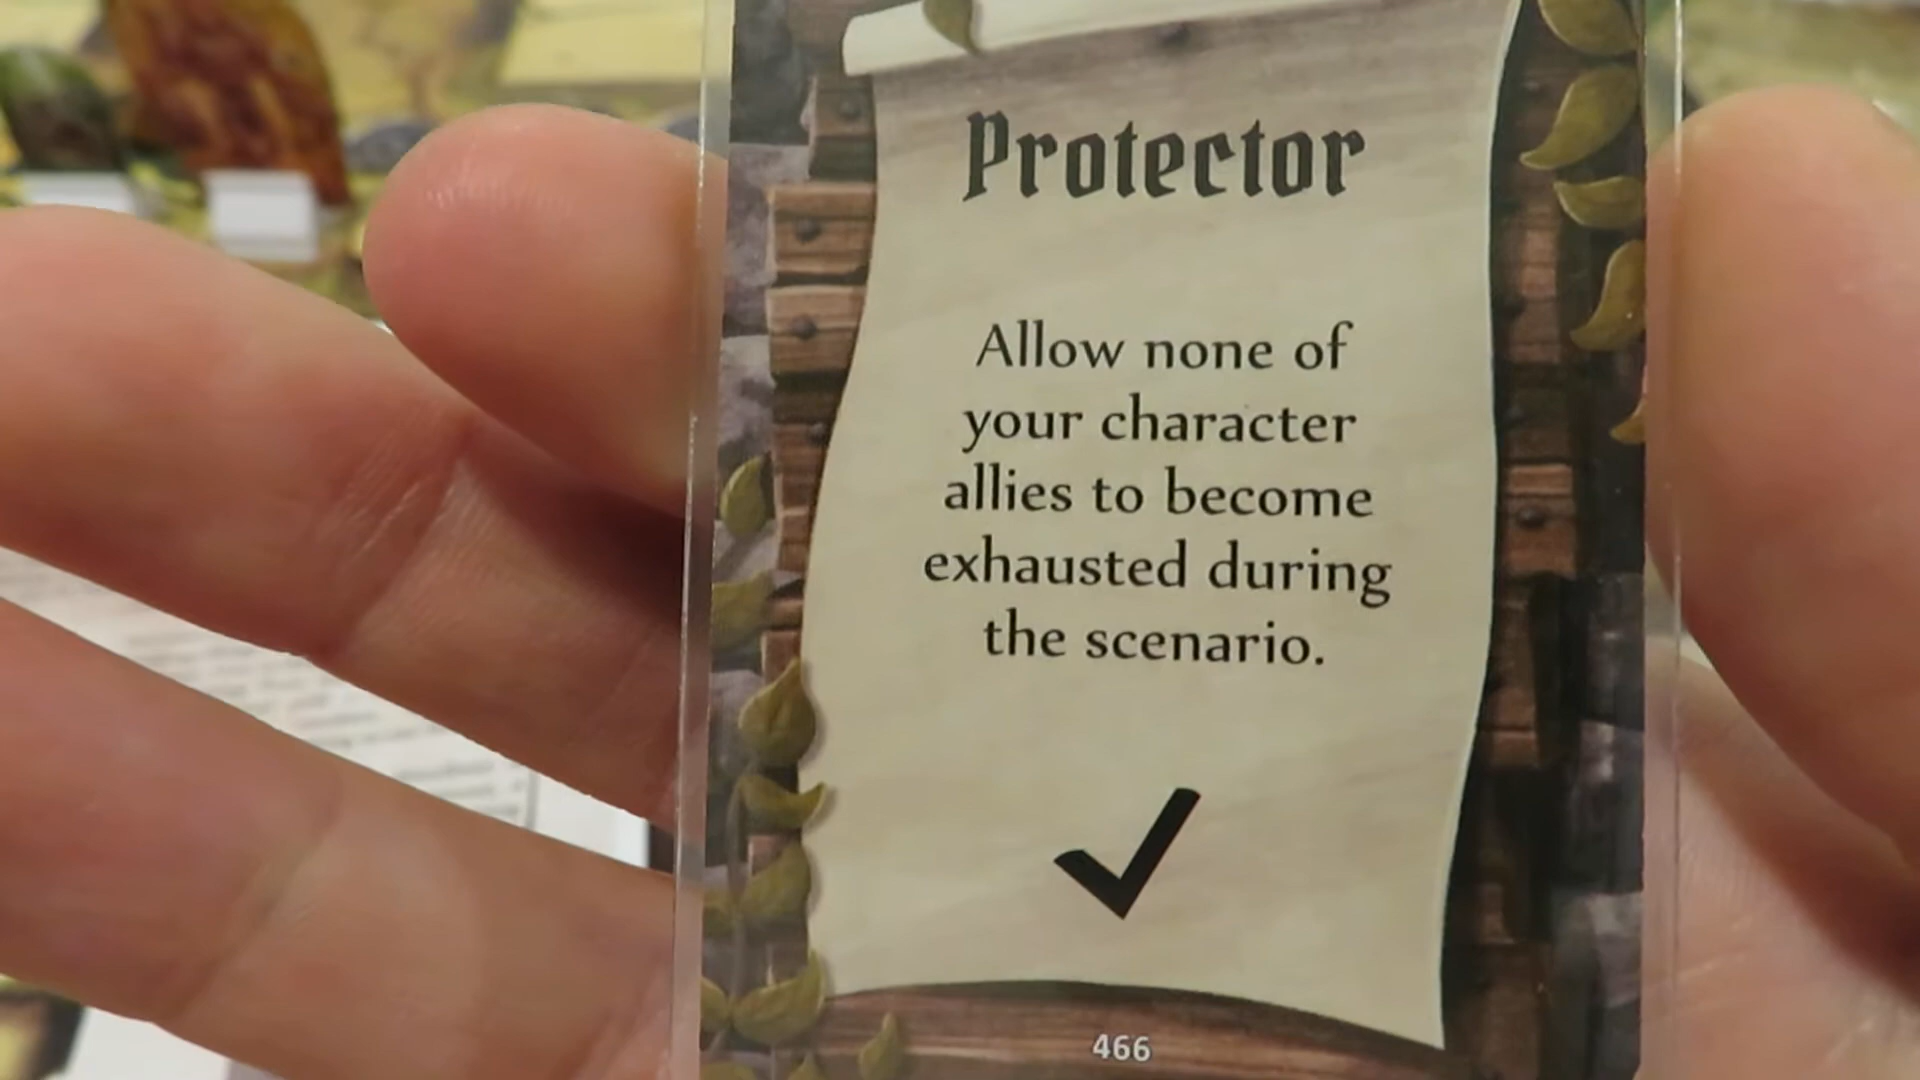 Protector
Allow none of
your character
allies to become
exhausted during
the scenario.
466